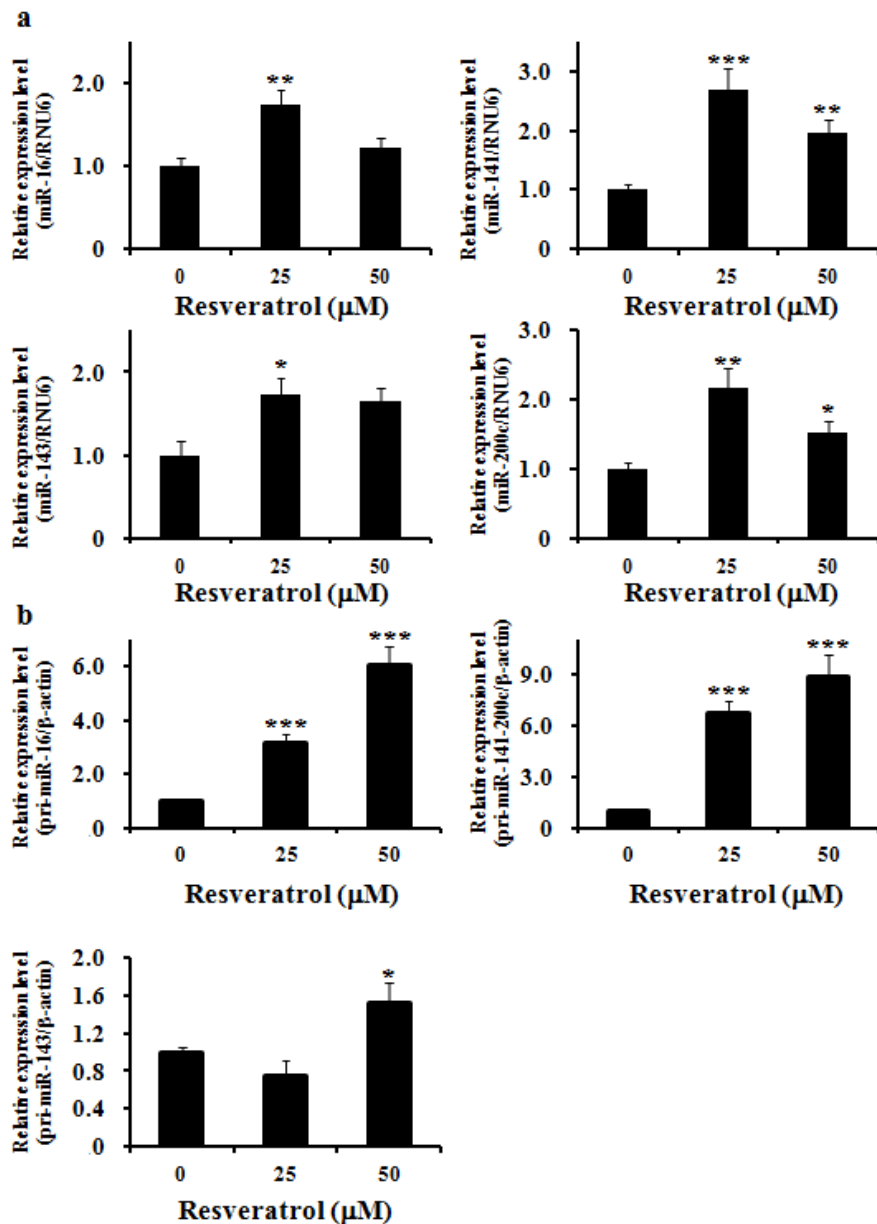 a
Relative expression level
(miR-16/RNU6)
2.0
1.0
0
**
0
25
50
Resveratrol (μM)
Relative expression level
(miR-141/RNU6)
3.0
2.0
1.0
0
***
**
0
25
50
Resveratrol (μM)
Relative expression level
(miR-143/RNU6)
2.0
1.0
0
*
0
25
50
Resveratrol (μM)
Relative expression level
(miR-200c/RNU6)
3.0
2.0
1.0
0
**
*
0
25
50
Resveratrol (μM)
b
Relative expression level
(pri-miR-16/β-actin)
6.0
4.0
2.0
.0
***
***
0
25
50
Resveratrol (μM)
Relative expression level
(pri-miR-141-200c/β-actin)
9.0
6.0
3.0
0
***
***
0
25
50
Resveratrol (μM)
Relative expression level
(pri-miR-143/β-actin)
2.0
1.6
1.2
0.8
0.4
.0
*
0
25
50
Resveratrol (μM)